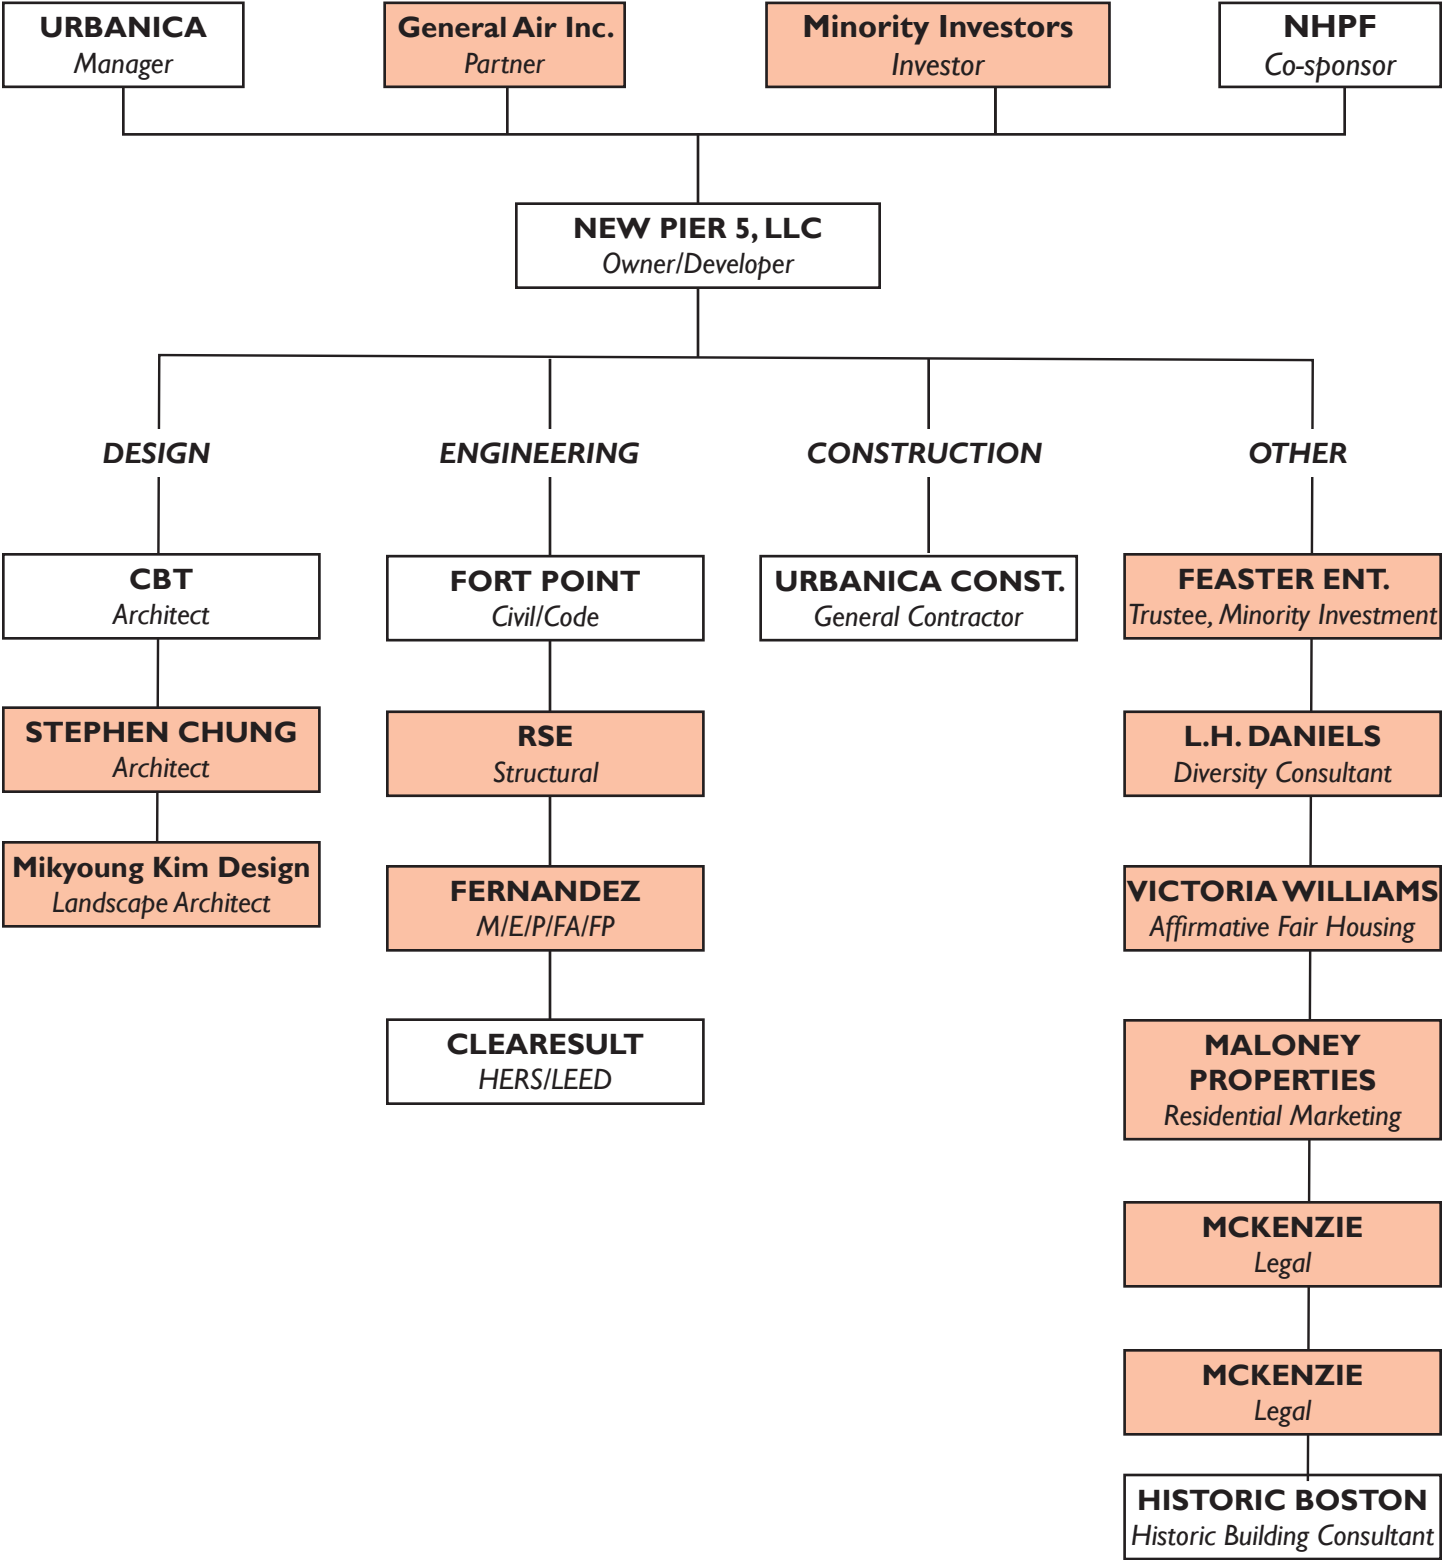 URBANICA
Manager
General Air Inc.
Partner
Minority Investors
Investor
NHPF
Co-sponsor
NEW PIER 5, LLC
Owner/Developer
DESIGN
ENGINEERING
CONSTRUCTION
OTHER
CBT
Architect
STEPHEN CHUNG
Architect
Mikyoung Kim Design
Landscape Architect
FORT POINT
Civil/Code
RSE
Structural
FERNANDEZ
M/E/P/FA/FP
CLEARESULT
HERS/LEED
URBANICA CONST.
General Contractor
FEASTER ENT.
Trustee, Minority Investment
L.H. DANIELS
Diversity Consultant
VICTORIA WILLIAMS
Affirmative Fair Housing
MALONEY
PROPERTIES
Residential Marketing
MCKENZIE
Legal
MCKENZIE
Legal
HISTORIC BOSTON
Historic Building Consultant